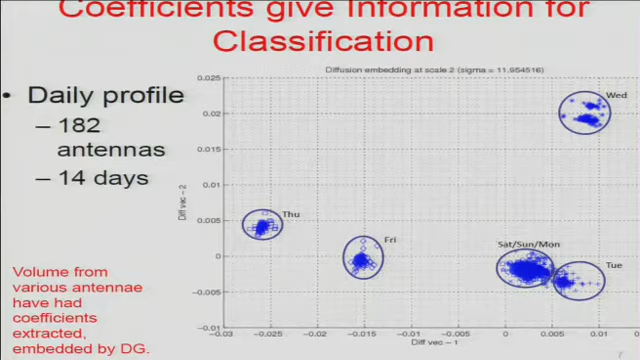 Coefficients give Information for
Classification
• Daily profile
– 182
antennas
– 14 days
Volume from
various antennae
have had
coefficients
extracted,
embedded by DG.
Diffusion embedding at scale 2 (sigma = 11.954516)
0.025
0.02
0.015
0.01
0.005
0
-0.005
-0.01
Diff vec - 2
Wed
Thu
Fri
Sat/Sun/Mon
Tue
-0.03
-0.025
-0.02
-0.015
-0.01
-0.005
0
0.005
0.01
Diff vec - 1